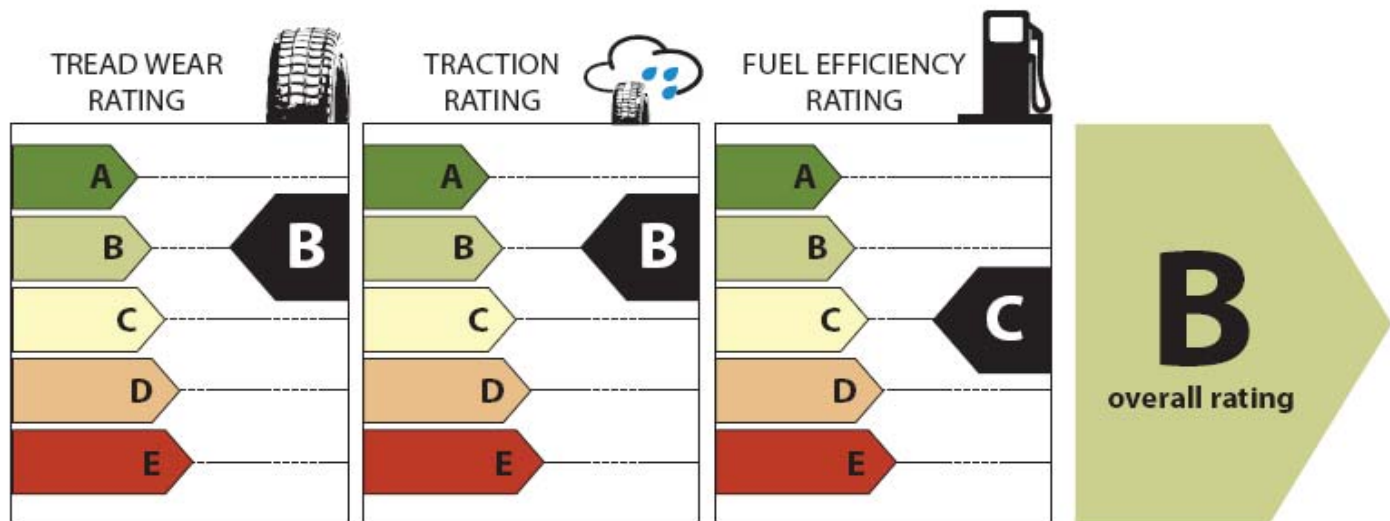 TREAD WEAR
RATING
A
B
C
D
E
B
TRACTION
RATING
A
B
C
D
E
B
FUEL EFFICIENCY
RATING
A
B
C
D
E
C
B
overall rating